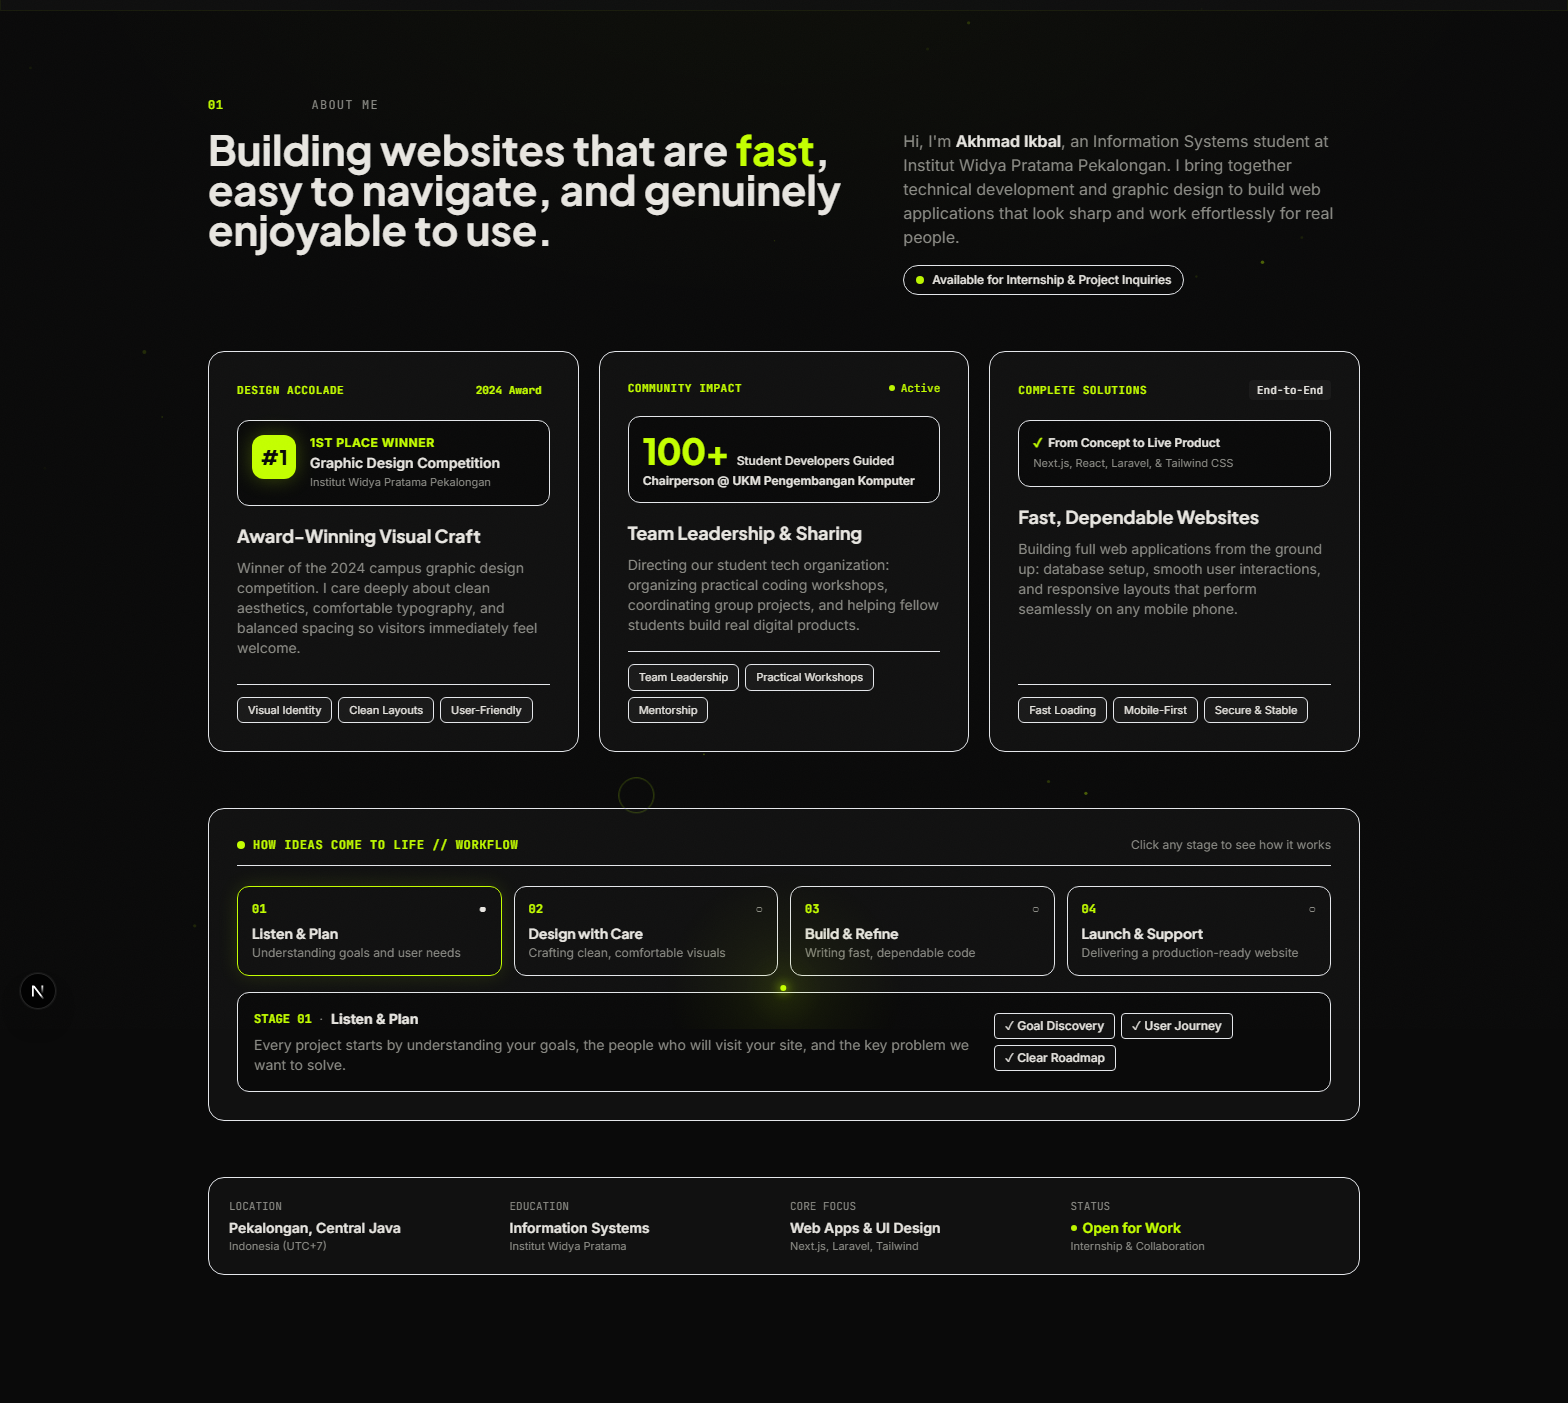 01 ABOUT ME
Building websites that are fast,
easy to navigate, and genuinely
enjoyable to use.
Hi, I'm Akhmad Ikbal, an Information Systems student at
Institut Widya Pratama Pekalongan. I bring together
technical development and graphic design to build web
applications that look sharp and work effortlessly for real
people.
Available for Internship & Project Inquiries
DESIGN ACCOLADE 2024 Award
#1
1ST PLACE WINNER
Graphic Design Competition
Institut Widya Pratama Pekalongan
Award-Winning Visual Craft
Winner of the 2024 campus graphic design
competition. I care deeply about clean
aesthetics, comfortable typography, and
balanced spacing so visitors immediately feel
welcome.
Visual Identity Clean Layouts User-Friendly
COMMUNITY IMPACT Active
100+ Student Developers Guided
Chairperson @ UKM Pengembangan Komputer
Team Leadership & Sharing
Directing our student tech organization:
organizing practical coding workshops,
coordinating group projects, and helping fellow
students build real digital products.
Team Leadership Practical Workshops
Mentorship
COMPLETE SOLUTIONS End-to-End
✓ From Concept to Live Product
Next.js, React, Laravel, & Tailwind CSS
Fast, Dependable Websites
Building full web applications from the ground
up: database setup, smooth user interactions,
and responsive layouts that perform
seamlessly on any mobile phone.
Fast Loading Mobile-First Secure & Stable
HOW IDEAS COME TO LIFE // WORKFLOW Click any stage to see how it works
01
Listen & Plan
Understanding goals and user needs
02
Design with Care
Crafting clean, comfortable visuals
03
Build & Refine
Writing fast, dependable code
04
Launch & Support
Delivering a production-ready website
N
STAGE 01 · Listen & Plan
Every project starts by understanding your goals, the people who will visit your site, and the key problem we
want to solve.
✓ Goal Discovery ✓ User Journey
✓ Clear Roadmap
LOCATION
Pekalongan, Central Java
Indonesia (UTC+7)
EDUCATION
Information Systems
Institut Widya Pratama
CORE FOCUS
Web Apps & UI Design
Next.js, Laravel, Tailwind
STATUS
Open for Work
Internship & Collaboration